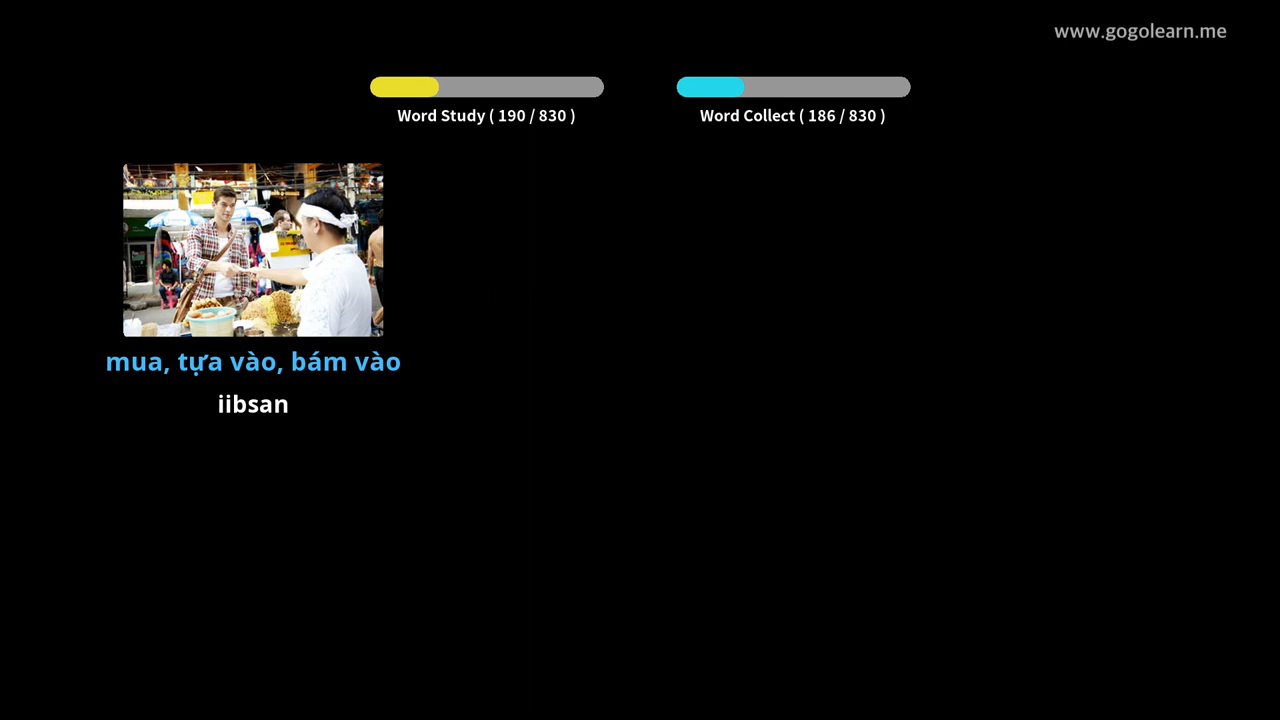 www.gogolearn.me
Word Study ( 190 / 830 )
Word Collect ( 186 / 830 )
mua, tựa vào, bám vào
iibsan